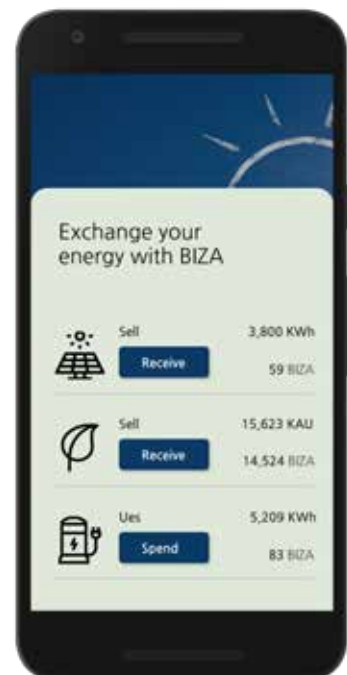 Exchange your
energy with BIZA
Sell
3,800 KWh
Receive
59 BIZA
Sell
15,623 KAU
Receive
14,524 BIZA
Ues
5,209 KWh
Spend
83 BIZA